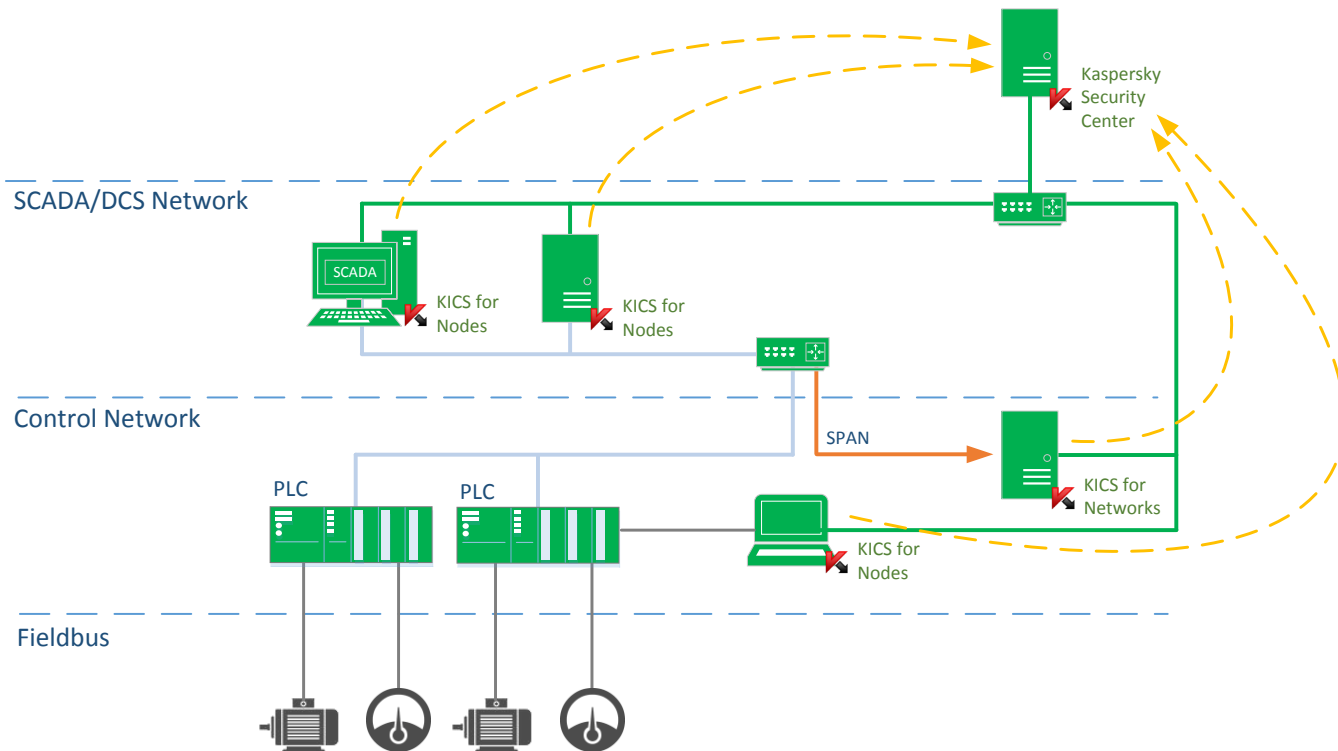 Kaspersky
Security
Center
SCADA/DCS Network
SCADA
KICS for
Nodes
KICS for
Nodes
Control Network
SPAN
PLC
PLC
KICS for
Networks
KICS for
Nodes
Fieldbus